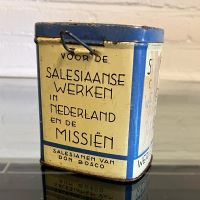 VOOR DE
SALESIAANSE
WERKEN
IN
NEDERLAND
EN DE
MISSIËN
SALESIANEN VAN
DON BOSCO